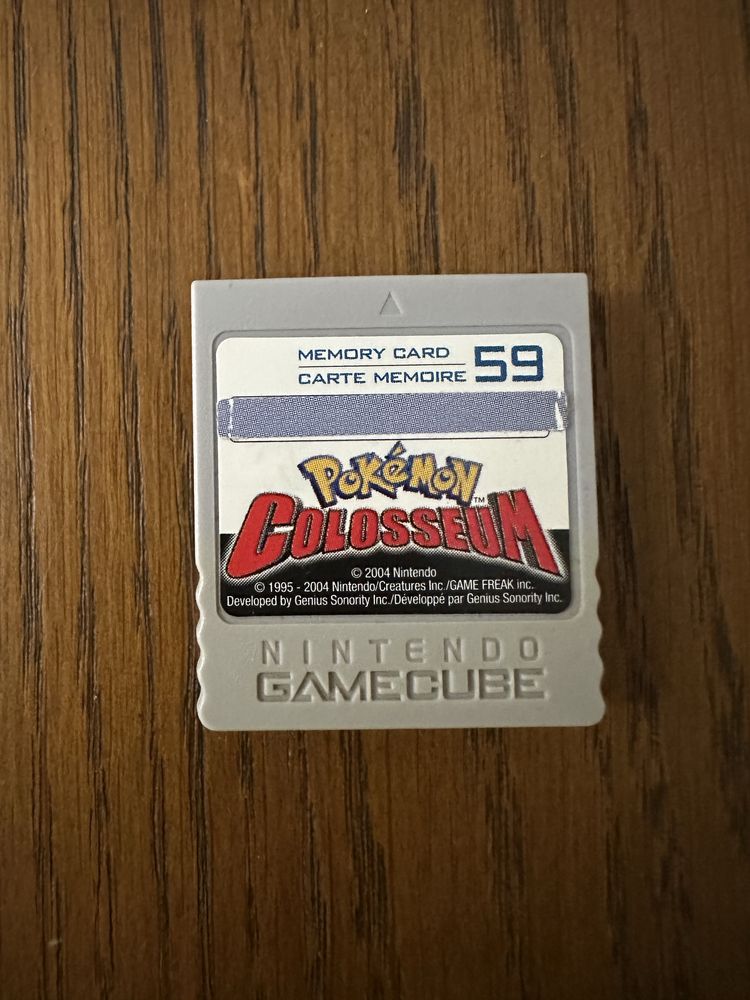 MEMORY CARD
CARTE MEMOIRE 59
POKéMON
COLOSSEUM™
© 2004 Nintendo
© 1995 - 2004 Nintendo/Creatures Inc./GAME FREAK inc.
Developed by Genius Sonority Inc./Développé par Genius Sonority Inc.
NINTENDO
GAMECUBE